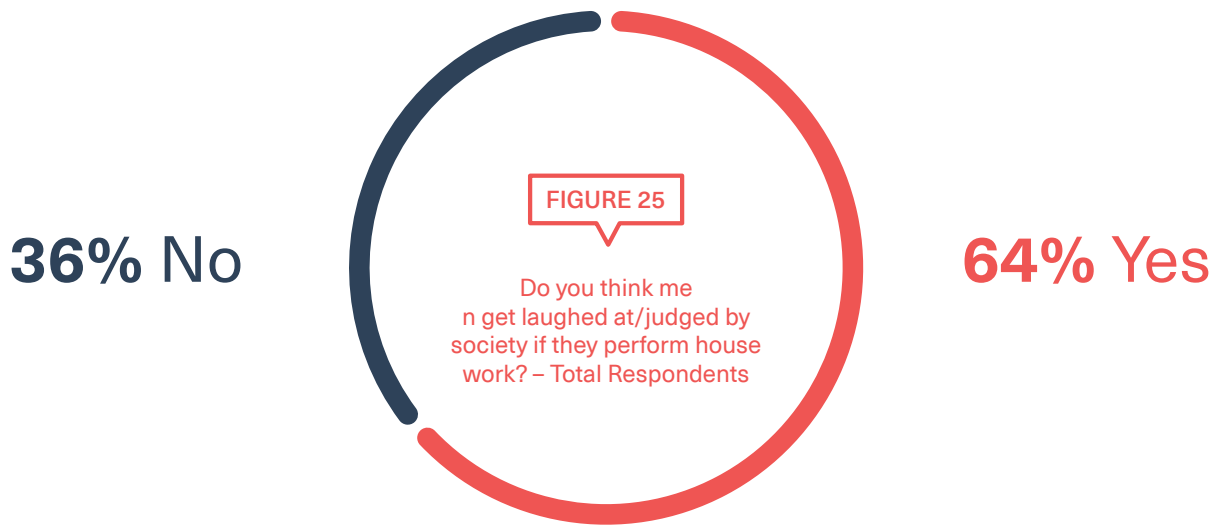 FIGURE 25
36% No
64% Yes
Do you think me
n get laughed at/judged by
society if they perform house
work? – Total Respondents